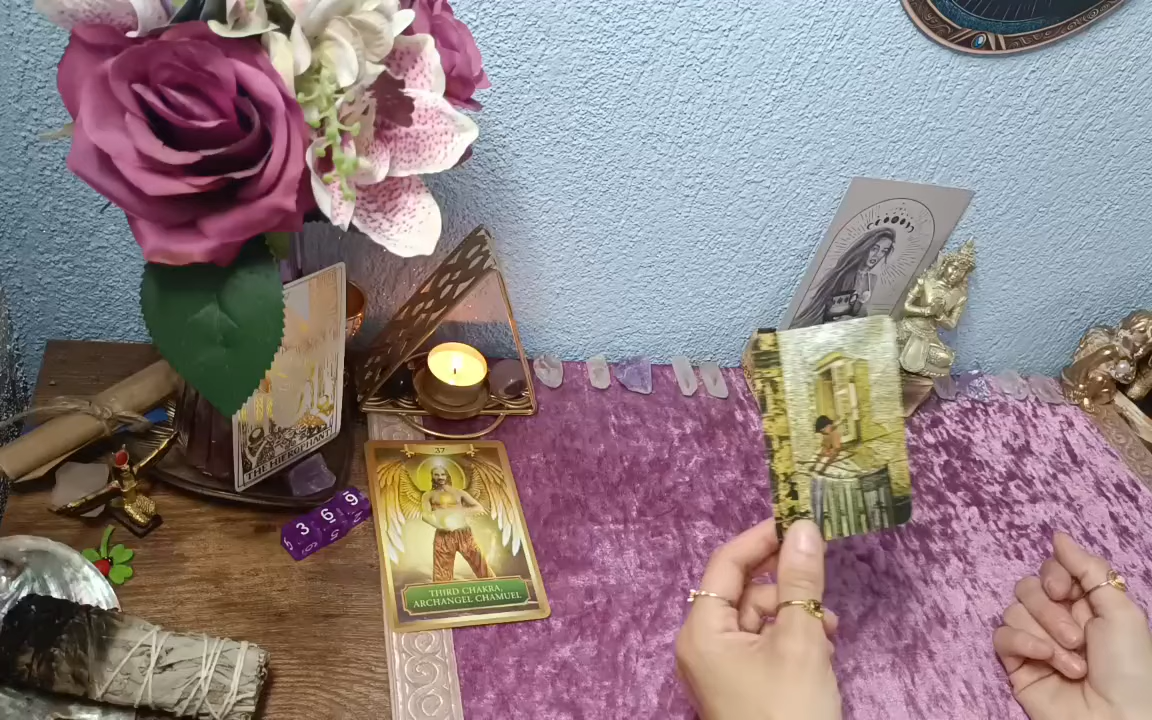 THE HIEROPHANT
3 6 9
37
THIRD CHAKRA,
ARCHANGEL CHAMUEL